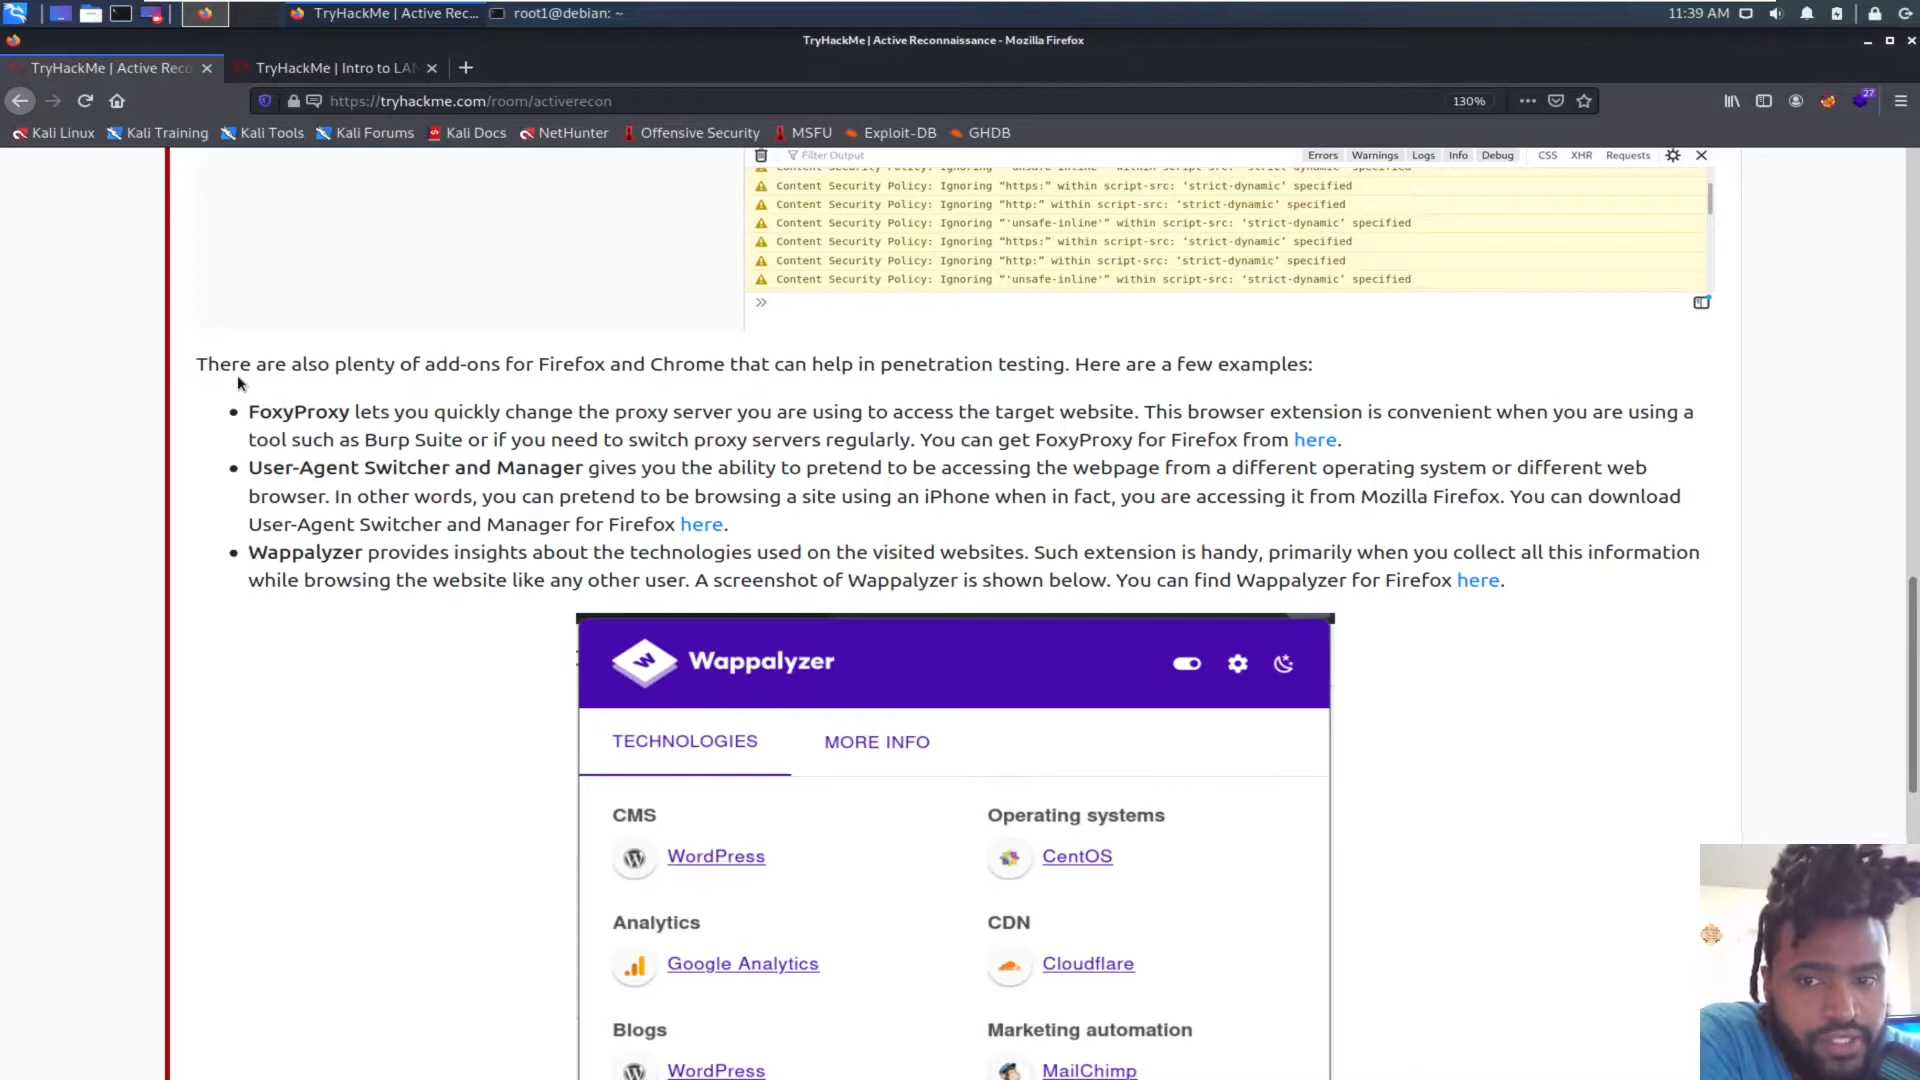 TryHackMe | Active Rec...
root1@debian: ~
11:39 AM
TryHackMe | Active Reconnaissance - Mozilla Firefox
TryHackMe | Active Reco
TryHackMe | Intro to LAN
https://tryhackme.com/room/activerecon
130%
27
Kali Linux
Kali Training
Kali Tools
Kali Forums
Kali Docs
NetHunter
Offensive Security
MSFU
Exploit-DB
GHDB
Filter Output
Errors
Warnings
Logs
Info
Debug
CSS
XHR
Requests
Content Security Policy: Ignoring "'unsafe-inline'" within script-src: 'strict-dynamic' specified
Content Security Policy: Ignoring “https:” within script-src: ‘strict-dynamic’ specified
Content Security Policy: Ignoring “http:” within script-src: ‘strict-dynamic’ specified
Content Security Policy: Ignoring “'unsafe-inline'” within script-src: ‘strict-dynamic’ specified
Content Security Policy: Ignoring “https:” within script-src: ‘strict-dynamic’ specified
Content Security Policy: Ignoring “http:” within script-src: ‘strict-dynamic’ specified
Content Security Policy: Ignoring “'unsafe-inline'” within script-src: ‘strict-dynamic’ specified
There are also plenty of add-ons for Firefox and Chrome that can help in penetration testing. Here are a few examples:
• FoxyProxy lets you quickly change the proxy server you are using to access the target website. This browser extension is convenient when you are using a
tool such as Burp Suite or if you need to switch proxy servers regularly. You can get FoxyProxy for Firefox from here.
• User-Agent Switcher and Manager gives you the ability to pretend to be accessing the webpage from a different operating system or different web
browser. In other words, you can pretend to be browsing a site using an iPhone when in fact, you are accessing it from Mozilla Firefox. You can download
User-Agent Switcher and Manager for Firefox here.
• Wappalyzer provides insights about the technologies used on the visited websites. Such extension is handy, primarily when you collect all this information
while browsing the website like any other user. A screenshot of Wappalyzer is shown below. You can find Wappalyzer for Firefox here.
Wappalyzer
TECHNOLOGIES
MORE INFO
CMS
Operating systems
WordPress
CentOS
Analytics
CDN
Google Analytics
Cloudflare
Blogs
Marketing automation
WordPress
MailChimp